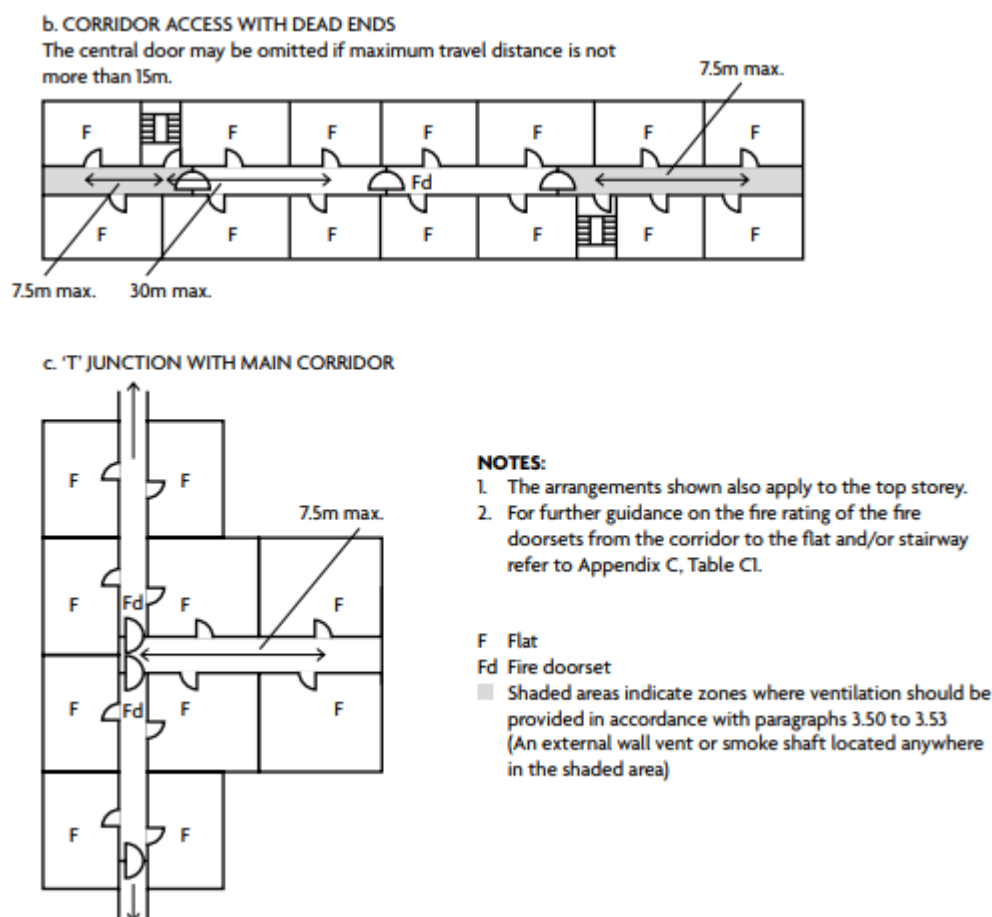 b. CORRIDOR ACCESS WITH DEAD ENDS
The central door may be omitted if maximum travel distance is not
more than 15m.
7.5m max.
F F F F F F F
Fd
F F F F F F F
7.5m max. 30m max.
c. ‘T’ JUNCTION WITH MAIN CORRIDOR
F F
7.5m max.
F Fd F F
F Fd F F
F F
NOTES:
1. The arrangements shown also apply to the top storey.
2. For further guidance on the fire rating of the fire
doorsets from the corridor to the flat and/or stairway
refer to Appendix C, Table C1.
F Flat
Fd Fire doorset
Shaded areas indicate zones where ventilation should be
provided in accordance with paragraphs 3.50 to 3.53
(An external wall vent or smoke shaft located anywhere
in the shaded area)